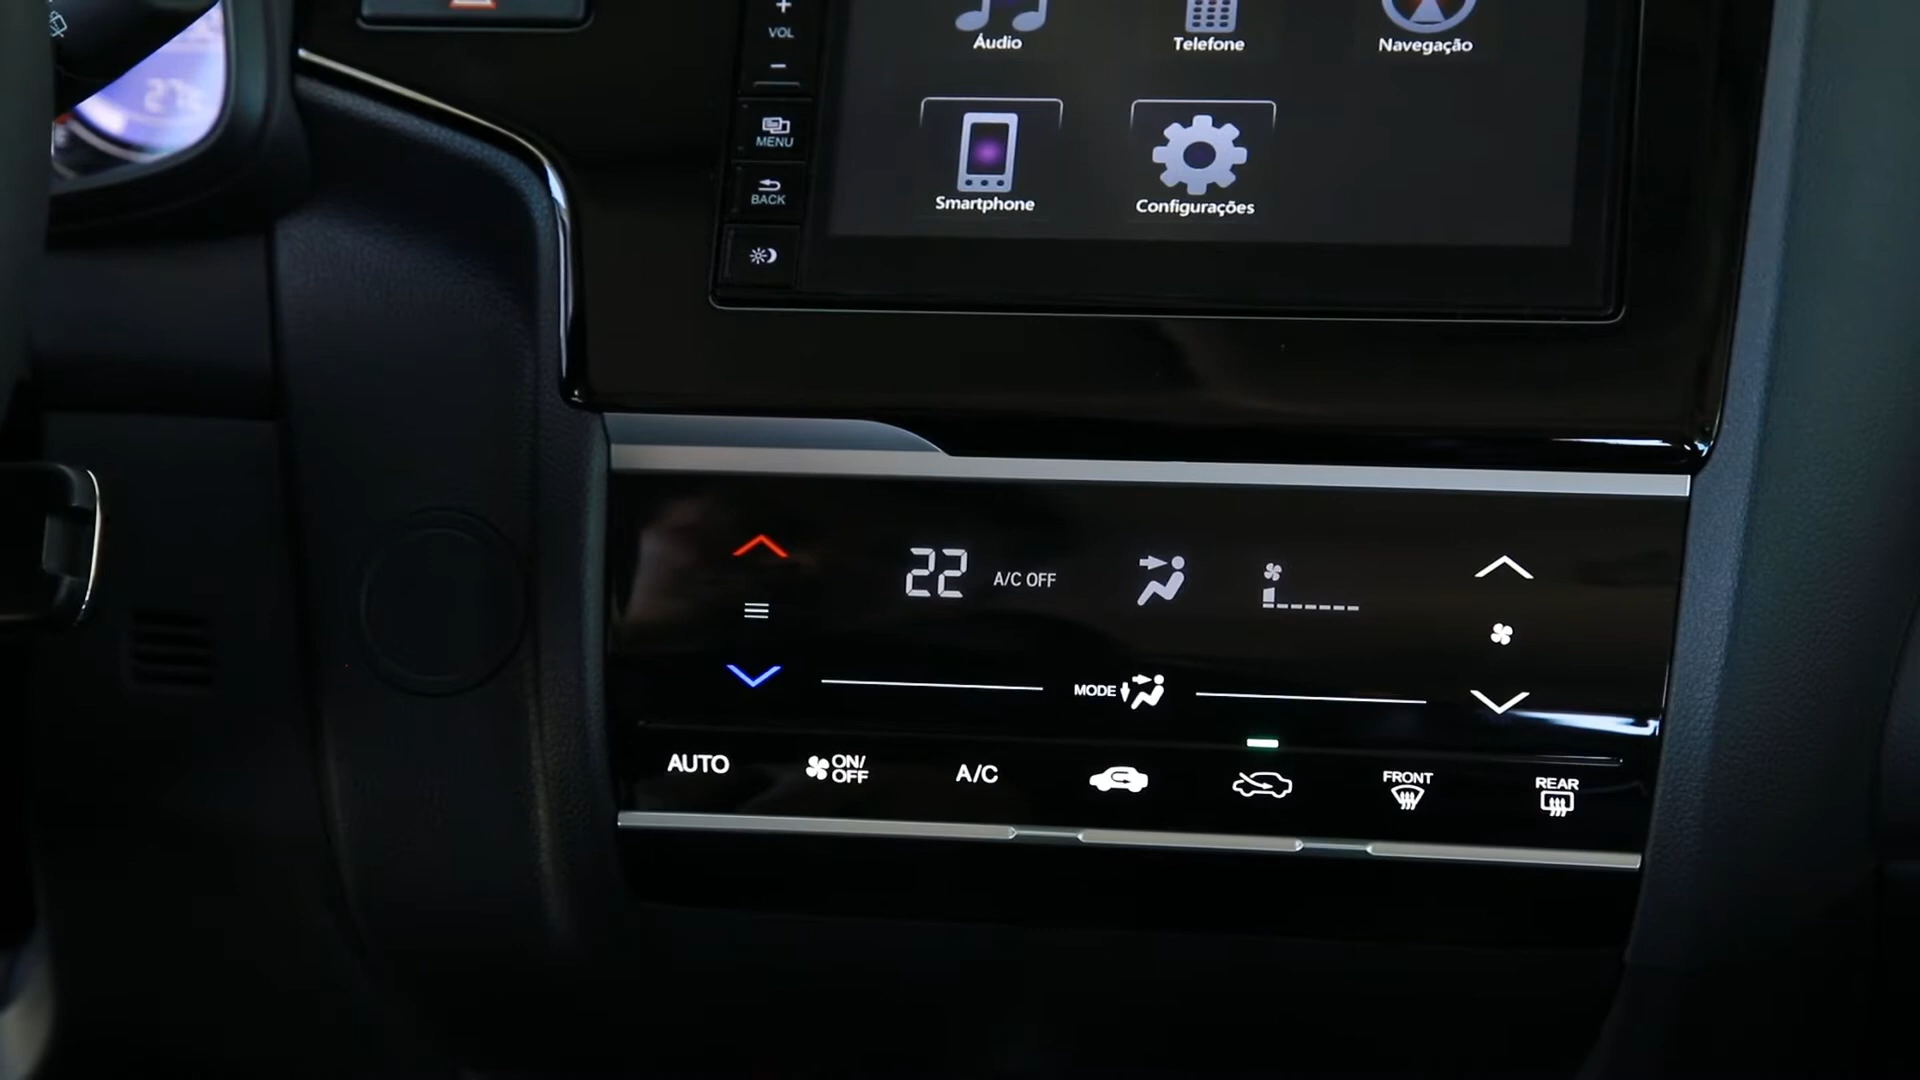 VOL
Áudio
Telefone
Navegação
MENU
BACK
Smartphone
Configurações
22
A/C OFF
MODE
AUTO
ON/
OFF
A/C
FRONT
REAR